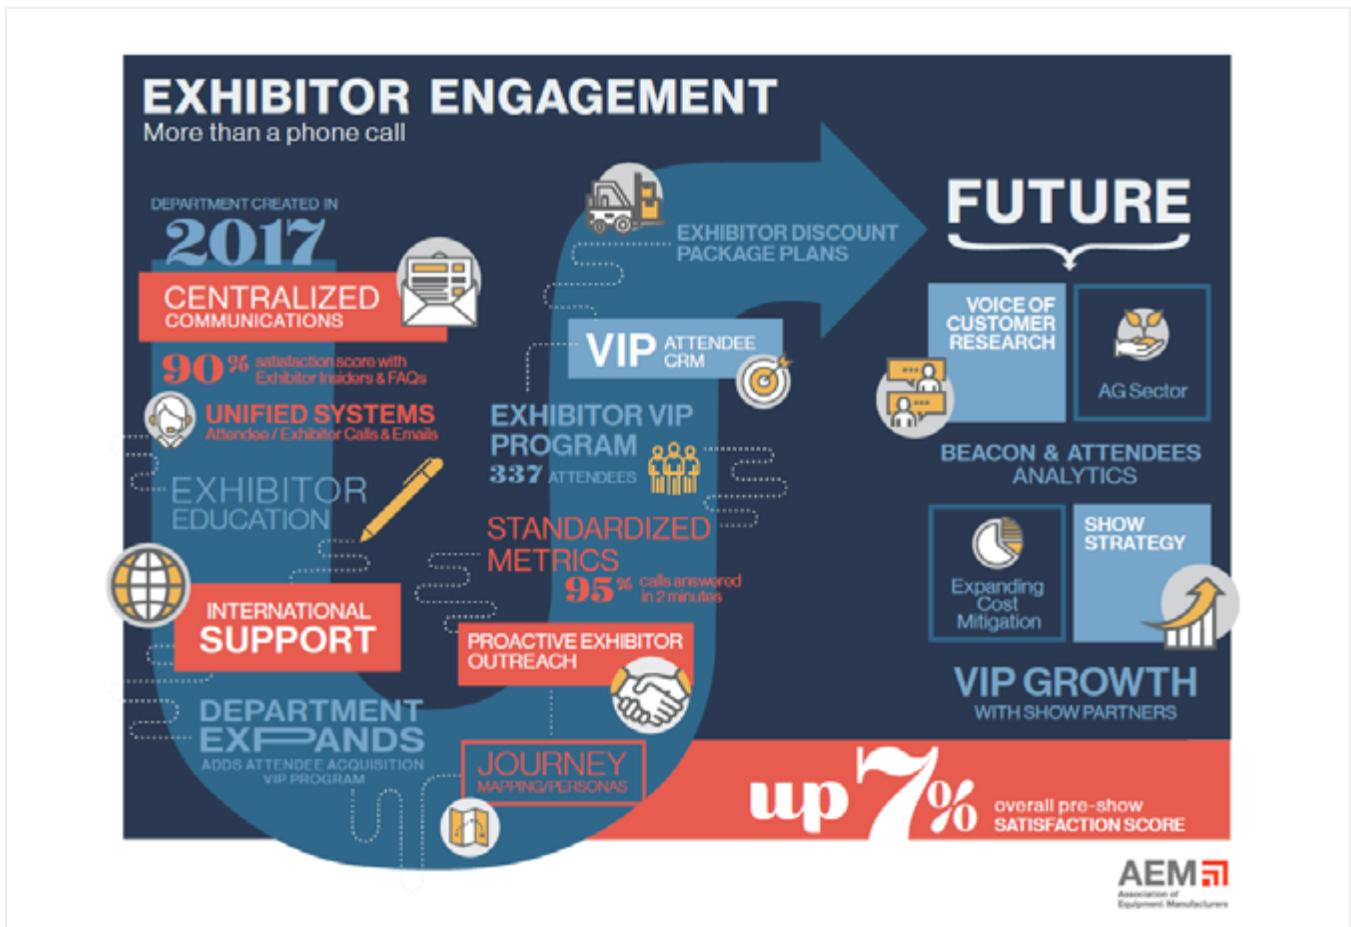 EXHIBITOR ENGAGEMENT
More than a phone call
DEPARTMENT CREATED IN
2017
CENTRALIZED
COMMUNICATIONS
90% satisfaction score with
Exhibitor Insiders & FAQs
UNIFIED SYSTEMS
Attendee / Exhibitor Calls & Emails
EXHIBITOR
EDUCATION
INTERNATIONAL
SUPPORT
DEPARTMENT
EXPANDS
ADDS ATTENDEE ACQUISITION
VIP PROGRAM
JOURNEY
MAPPING/PERSONAS
PROACTIVE EXHIBITOR
OUTREACH
STANDARDIZED
METRICS
95% calls answered
in 2 minutes
EXHIBITOR VIP
PROGRAM
337 ATTENDEES
VIP ATTENDEE
CRM
EXHIBITOR DISCOUNT
PACKAGE PLANS
FUTURE
VOICE OF
CUSTOMER
RESEARCH
AG Sector
BEACON & ATTENDEES
ANALYTICS
Expanding
Cost
Mitigation
SHOW
STRATEGY
VIP GROWTH
WITH SHOW PARTNERS
up 7% overall pre-show
SATISFACTION SCORE
AEM
Association of
Equipment Manufacturers